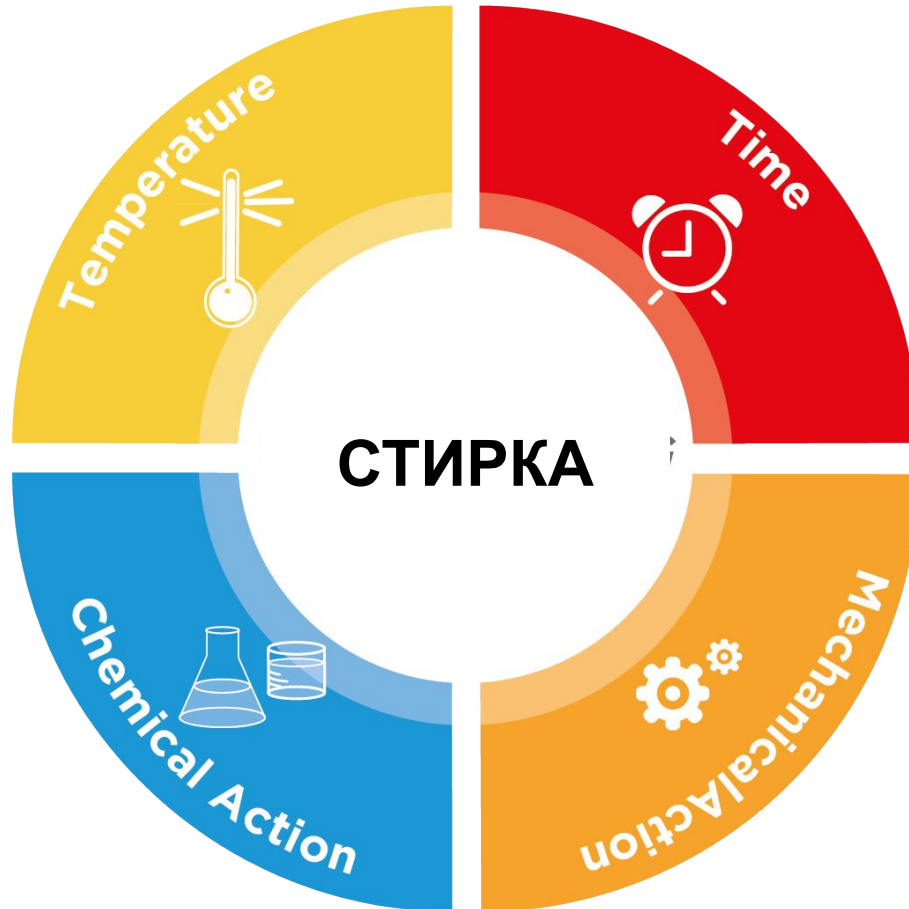 Temperature
Time
СТИРКА
Chemical Action
MechanicalAction